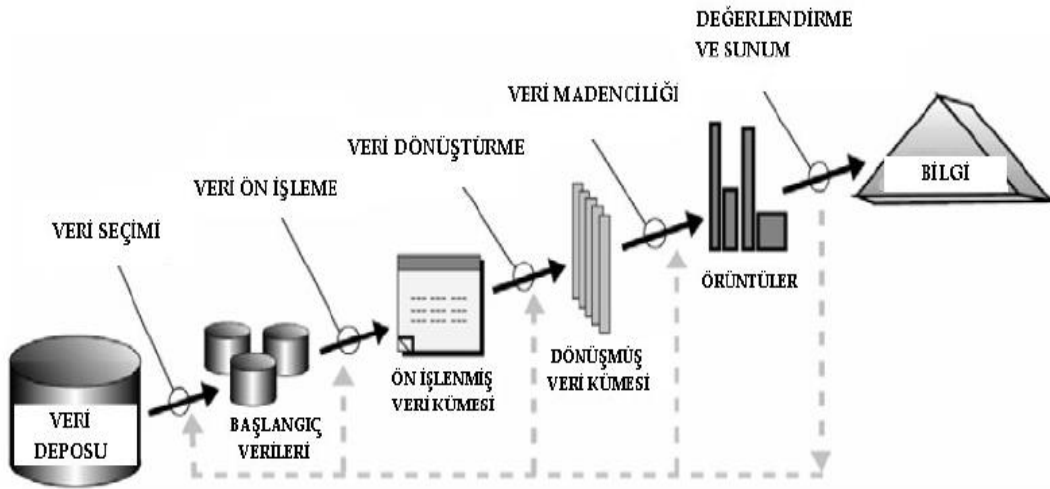 DEĞERLENDİRME
VE SUNUM
VERİ MADENCİLİĞİ
VERİ DÖNÜŞTÜRME
VERİ ÖN İŞLEME
VERİ SEÇİMİ
BİLGİ
ÖRÜNTÜLER
DÖNÜŞMÜŞ
VERİ KÜMESİ
ÖN İŞLENMİŞ
VERİ KÜMESİ
BAŞLANGIÇ
VERİLERİ
VERİ
DEPOSU